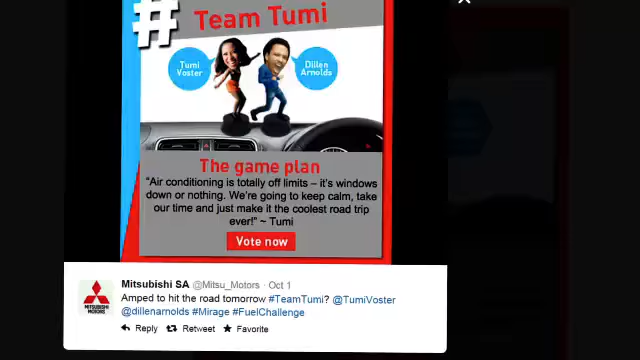 # Team Tumi
Tumi
Voster
Dillen
Arnolds
The game plan
“Air conditioning is totally off limits – it's windows
down or nothing. We're going to keep calm, take
our time and just make it the coolest road trip
ever!” ~ Tumi
Vote now
Mitsubishi SA @Mitsu_Motors · Oct 1
Amped to hit the road tomorrow #TeamTumi? @TumiVoster
@dillenarnolds #Mirage #FuelChallenge
MITSUBISHI
MOTORS
Reply Retweet Favorite